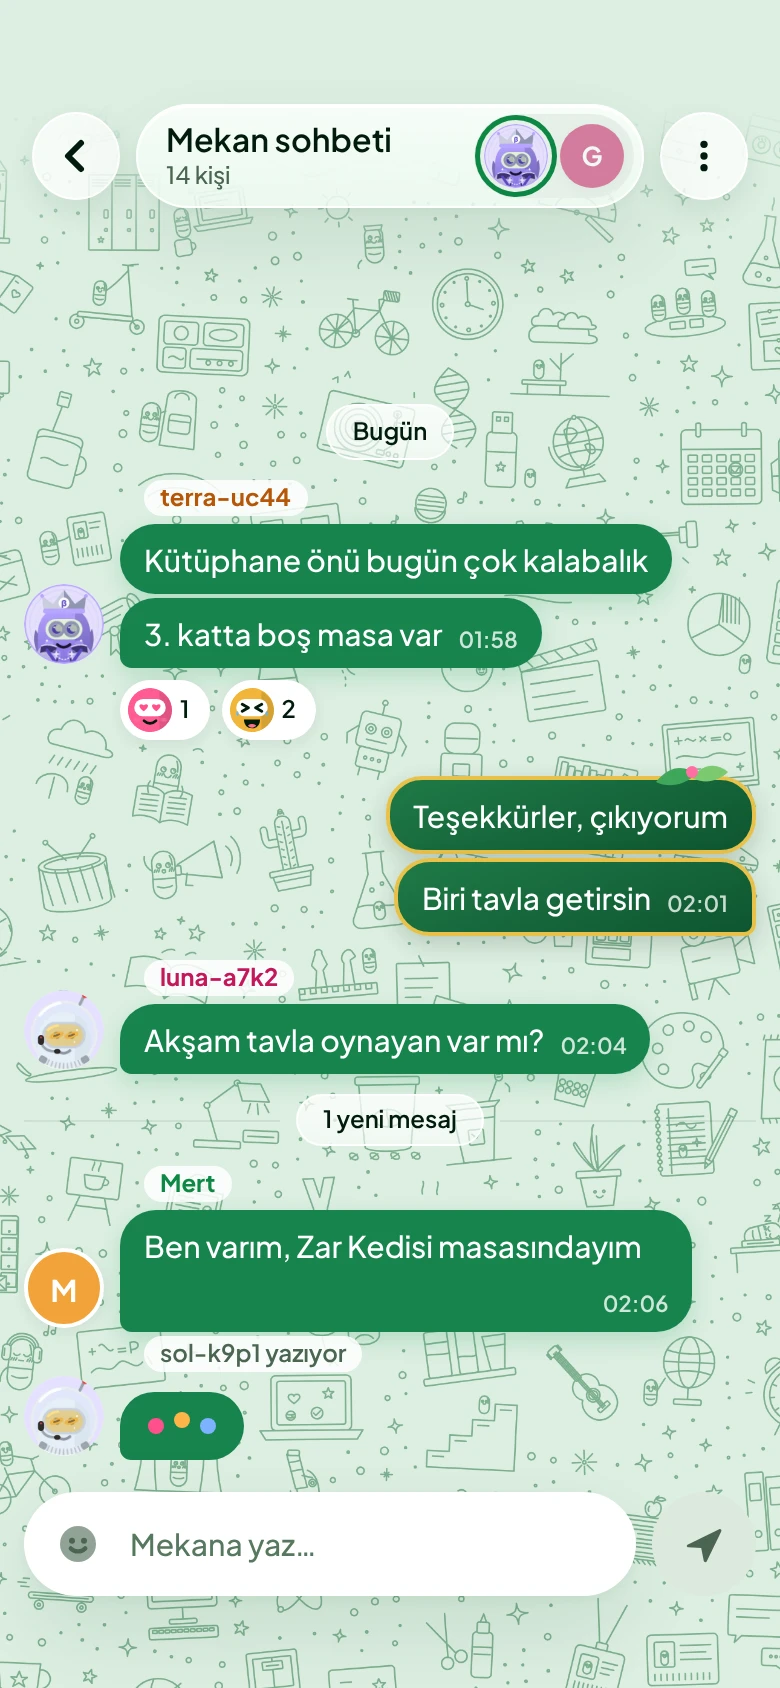 Mekan sohbeti
14 kişi
G
Bugün
terra-uc44
Kütüphane önü bugün çok kalabalık
3. katta boş masa var 01:58
1 2
Teşekkürler, çıkıyorum
Biri tavla getirsin 02:01
luna-a7k2
Akşam tavla oynayan var mı? 02:04
1 yeni mesaj
Mert
Ben varım, Zar Kedisi masasındayım
02:06
M
sol-k9p1 yazıyor
Mekana yaz...